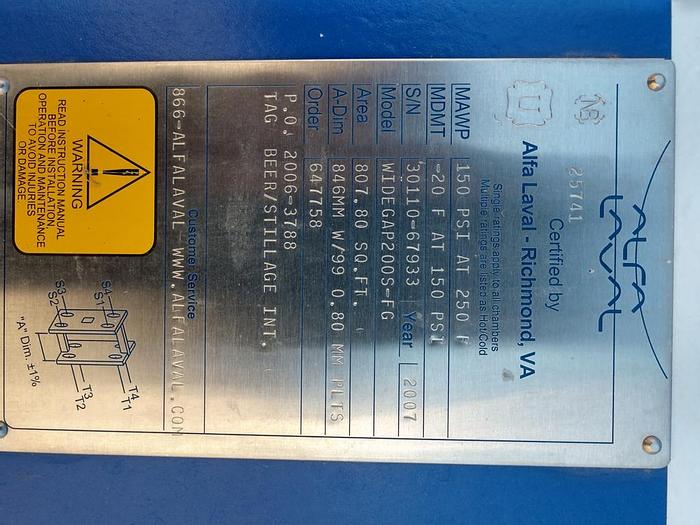 ALFA
LAVAL
NB
25741
Certified by
U
Alfa Laval - Richmond, VA
Single ratings apply to all chambers
Multiple ratings are listed as Hot/Cold
MAWP 150 PSI AT 250 F
MDMT -20 F AT 150 PSI
S/N 30110-67933 Year 2007
Model WIDEGAP200S-FG
Area 807.80 SQ.FT.
A-Dim 846MM W/99 0.80 MM PLTS
Order 647758
P.O. 2006-3788
TAG BEER/STILLAGE INT.
Customer Service
866-ALFALAVAL WWW.ALFALAVAL.COM
WARNING
READ INSTRUCTION MANUAL
BEFORE INSTALLATION,
OPERATION AND MAINTENANCE
TO AVOID INJURIES
OR DAMAGE.
S4 S1
S3 S2
T4 T1
T3 T2
"A" Dim. ±1%